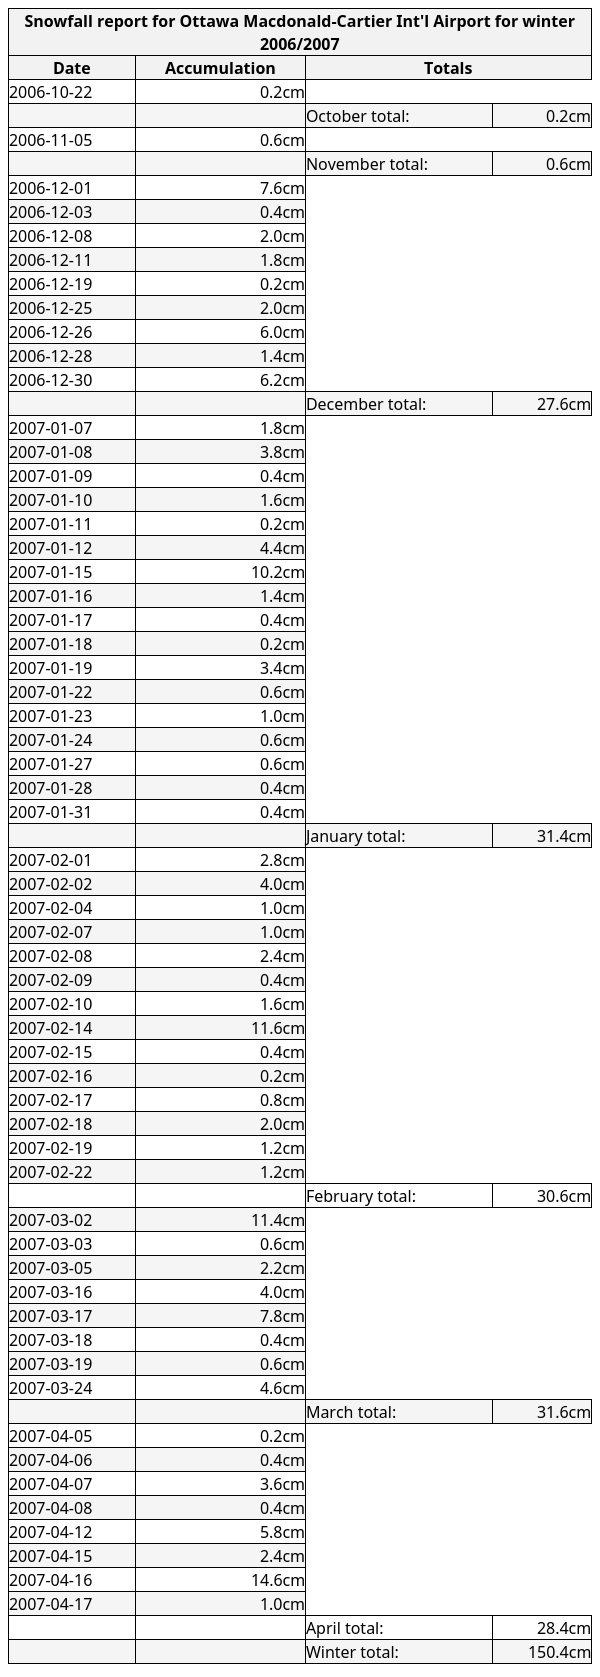 Snowfall report for Ottawa Macdonald-Cartier Int'l Airport for winter
2006/2007
Date Accumulation Totals
2006-10-22 0.2cm
October total: 0.2cm
2006-11-05 0.6cm
November total: 0.6cm
2006-12-01 7.6cm
2006-12-03 0.4cm
2006-12-08 2.0cm
2006-12-11 1.8cm
2006-12-19 0.2cm
2006-12-25 2.0cm
2006-12-26 6.0cm
2006-12-28 1.4cm
2006-12-30 6.2cm
December total: 27.6cm
2007-01-07 1.8cm
2007-01-08 3.8cm
2007-01-09 0.4cm
2007-01-10 1.6cm
2007-01-11 0.2cm
2007-01-12 4.4cm
2007-01-15 10.2cm
2007-01-16 1.4cm
2007-01-17 0.4cm
2007-01-18 0.2cm
2007-01-19 3.4cm
2007-01-22 0.6cm
2007-01-23 1.0cm
2007-01-24 0.6cm
2007-01-27 0.6cm
2007-01-28 0.4cm
2007-01-31 0.4cm
January total: 31.4cm
2007-02-01 2.8cm
2007-02-02 4.0cm
2007-02-04 1.0cm
2007-02-07 1.0cm
2007-02-08 2.4cm
2007-02-09 0.4cm
2007-02-10 1.6cm
2007-02-14 11.6cm
2007-02-15 0.4cm
2007-02-16 0.2cm
2007-02-17 0.8cm
2007-02-18 2.0cm
2007-02-19 1.2cm
2007-02-22 1.2cm
February total: 30.6cm
2007-03-02 11.4cm
2007-03-03 0.6cm
2007-03-05 2.2cm
2007-03-16 4.0cm
2007-03-17 7.8cm
2007-03-18 0.4cm
2007-03-19 0.6cm
2007-03-24 4.6cm
March total: 31.6cm
2007-04-05 0.2cm
2007-04-06 0.4cm
2007-04-07 3.6cm
2007-04-08 0.4cm
2007-04-12 5.8cm
2007-04-15 2.4cm
2007-04-16 14.6cm
2007-04-17 1.0cm
April total: 28.4cm
Winter total: 150.4cm